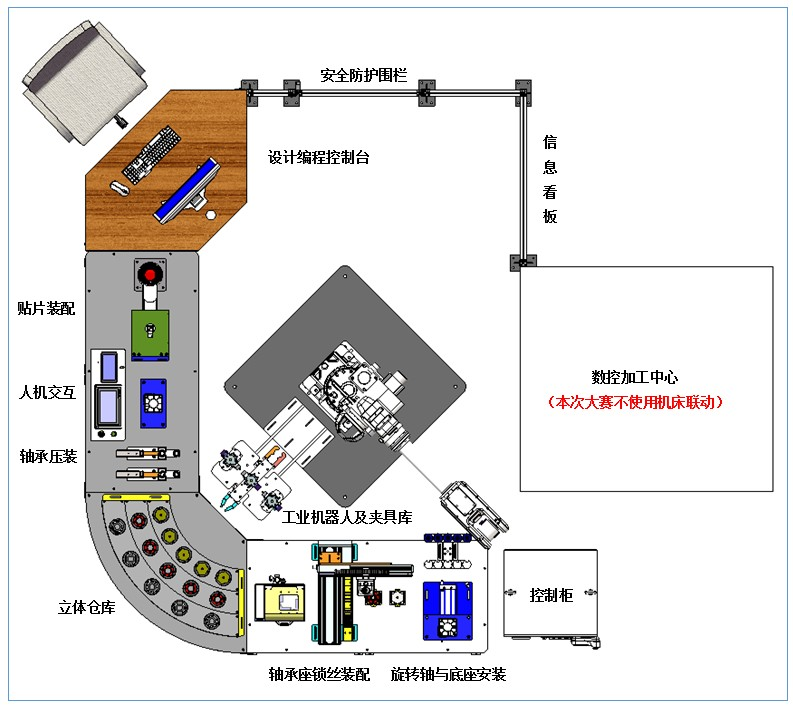 安全防护围栏
信息看板
设计编程控制台
贴片装配
数控加工中心
（本次大赛不使用机床联动）
人机交互
轴承压装
工业机器人及夹具库
控制柜
立体仓库
轴承座锁丝装配
旋转轴与底座安装